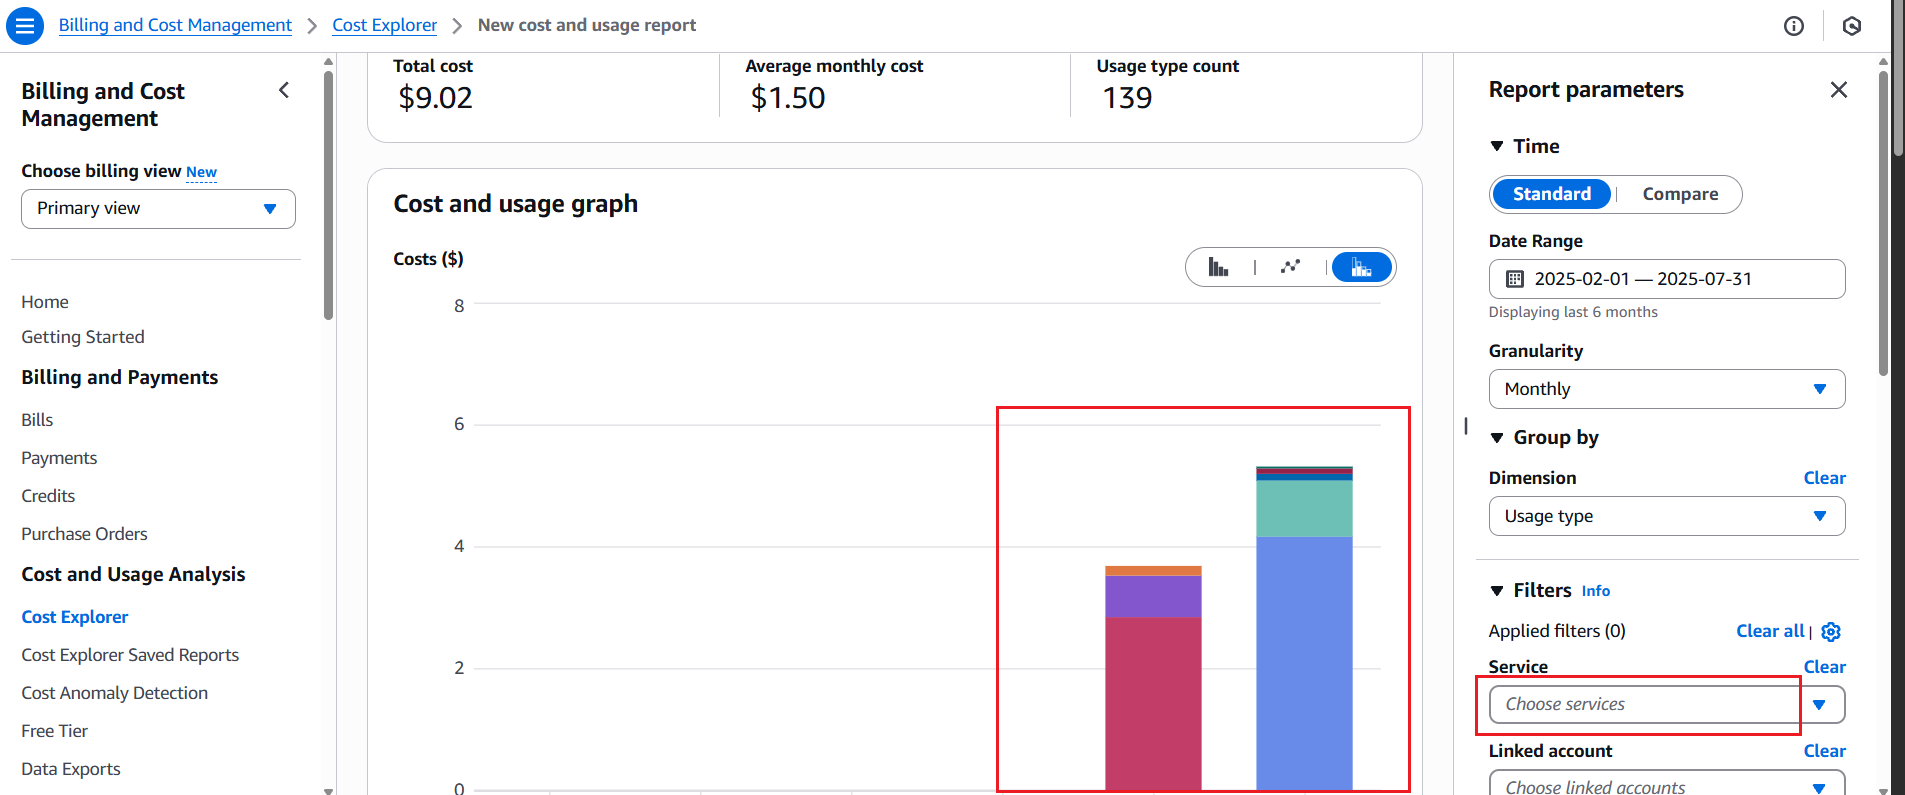 Billing and Cost Management > Cost Explorer > New cost and usage report
Billing and Cost
Management
Choose billing view New
Primary view
Home
Getting Started
Billing and Payments
Bills
Payments
Credits
Purchase Orders
Cost and Usage Analysis
Cost Explorer
Cost Explorer Saved Reports
Cost Anomaly Detection
Free Tier
Data Exports
Total cost
$9.02
Average monthly cost
$1.50
Usage type count
139
Cost and usage graph
Costs ($)
8
6
4
2
0
Report parameters
Time
Standard | Compare
Date Range
2025-02-01 — 2025-07-31
Displaying last 6 months
Granularity
Monthly
Group by
Dimension Clear
Usage type
Filters Info
Applied filters (0) Clear all |
Service Clear
Choose services
Linked account Clear
Choose linked accounts